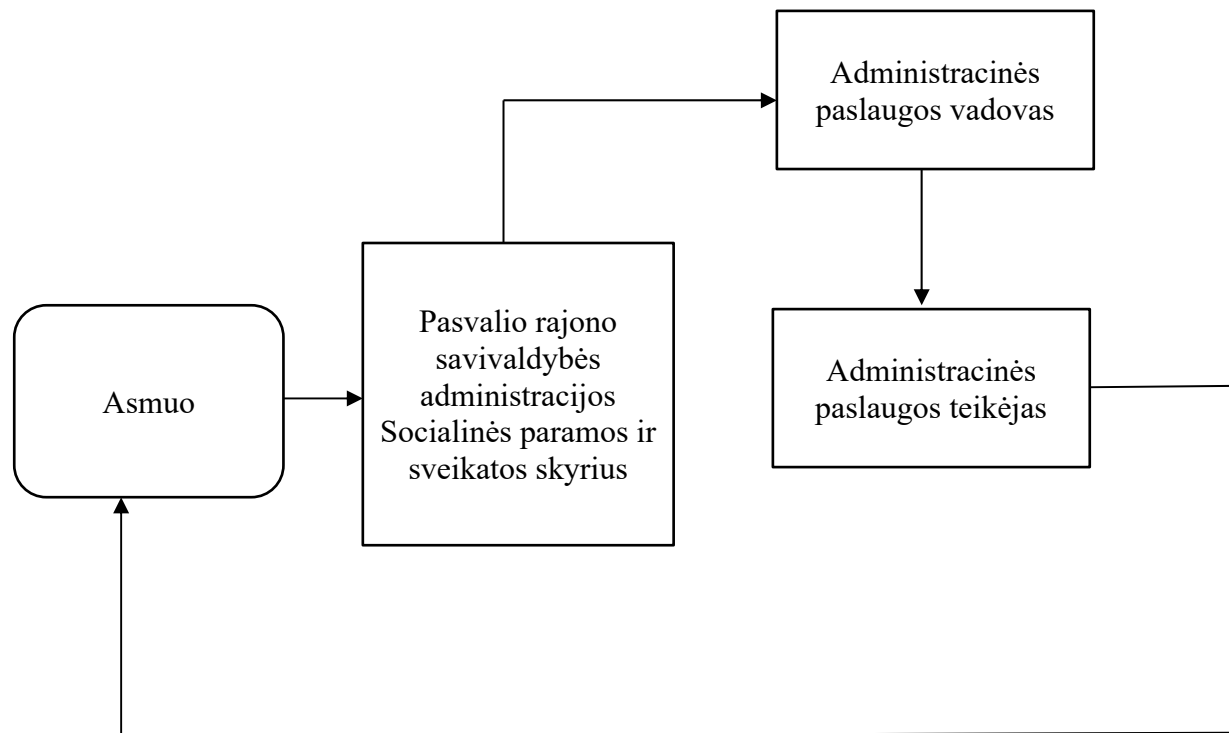 Administracinės
paslaugos vadovas
Pasvalio rajono
savivaldybės
administracijos
Socialinės paramos ir
sveikatos skyrius
Asmuo
Administracinės
paslaugos teikėjas